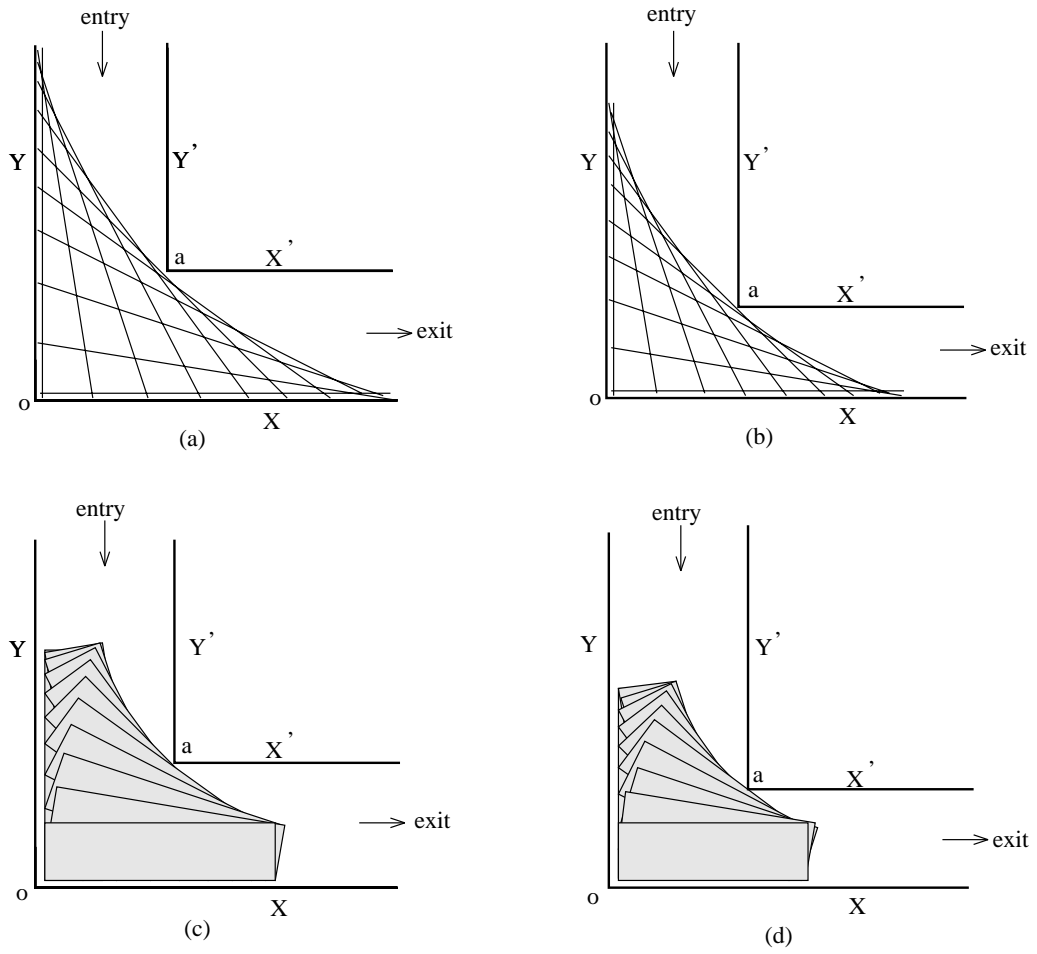 entry
Y
Y’
a
X’
exit
o
X
(a)
entry
Y
Y’
a
X’
exit
o
X
(b)
entry
Y
Y’
a
X’
exit
o
X
(c)
entry
Y
Y’
a
X’
exit
o
X
(d)